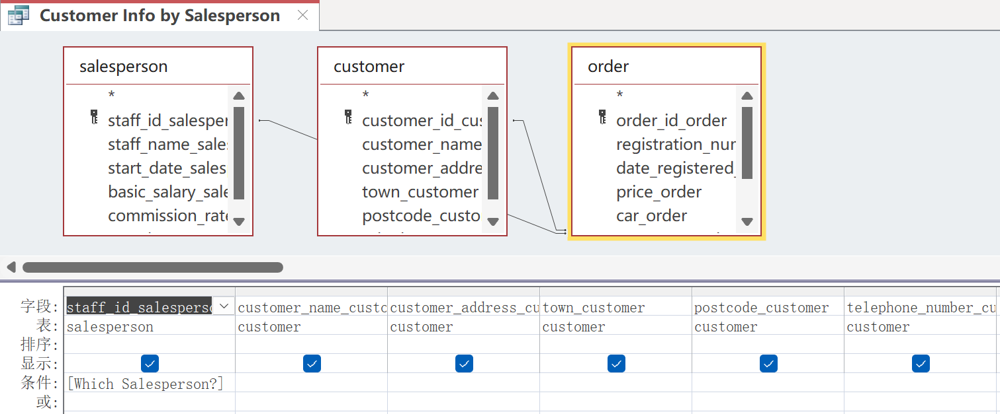 Customer Info by Salesperson
salesperson
*
staff_id_salesper
staff_name_sale
start_date_sales
basic_salary_sale
commission_rate
customer
*
customer_id_cus
customer_name
customer_addre
town_customer
postcode_custo
order
*
order_id_order
registration_nur
date_registered_
price_order
car_order
字段: staff_id_salesperso customer_name_custo customer_address_cu town_customer postcode_customer telephone_number_cu
表: salesperson customer customer customer customer customer
排序:
显示:
条件: [Which Salesperson?]
或: